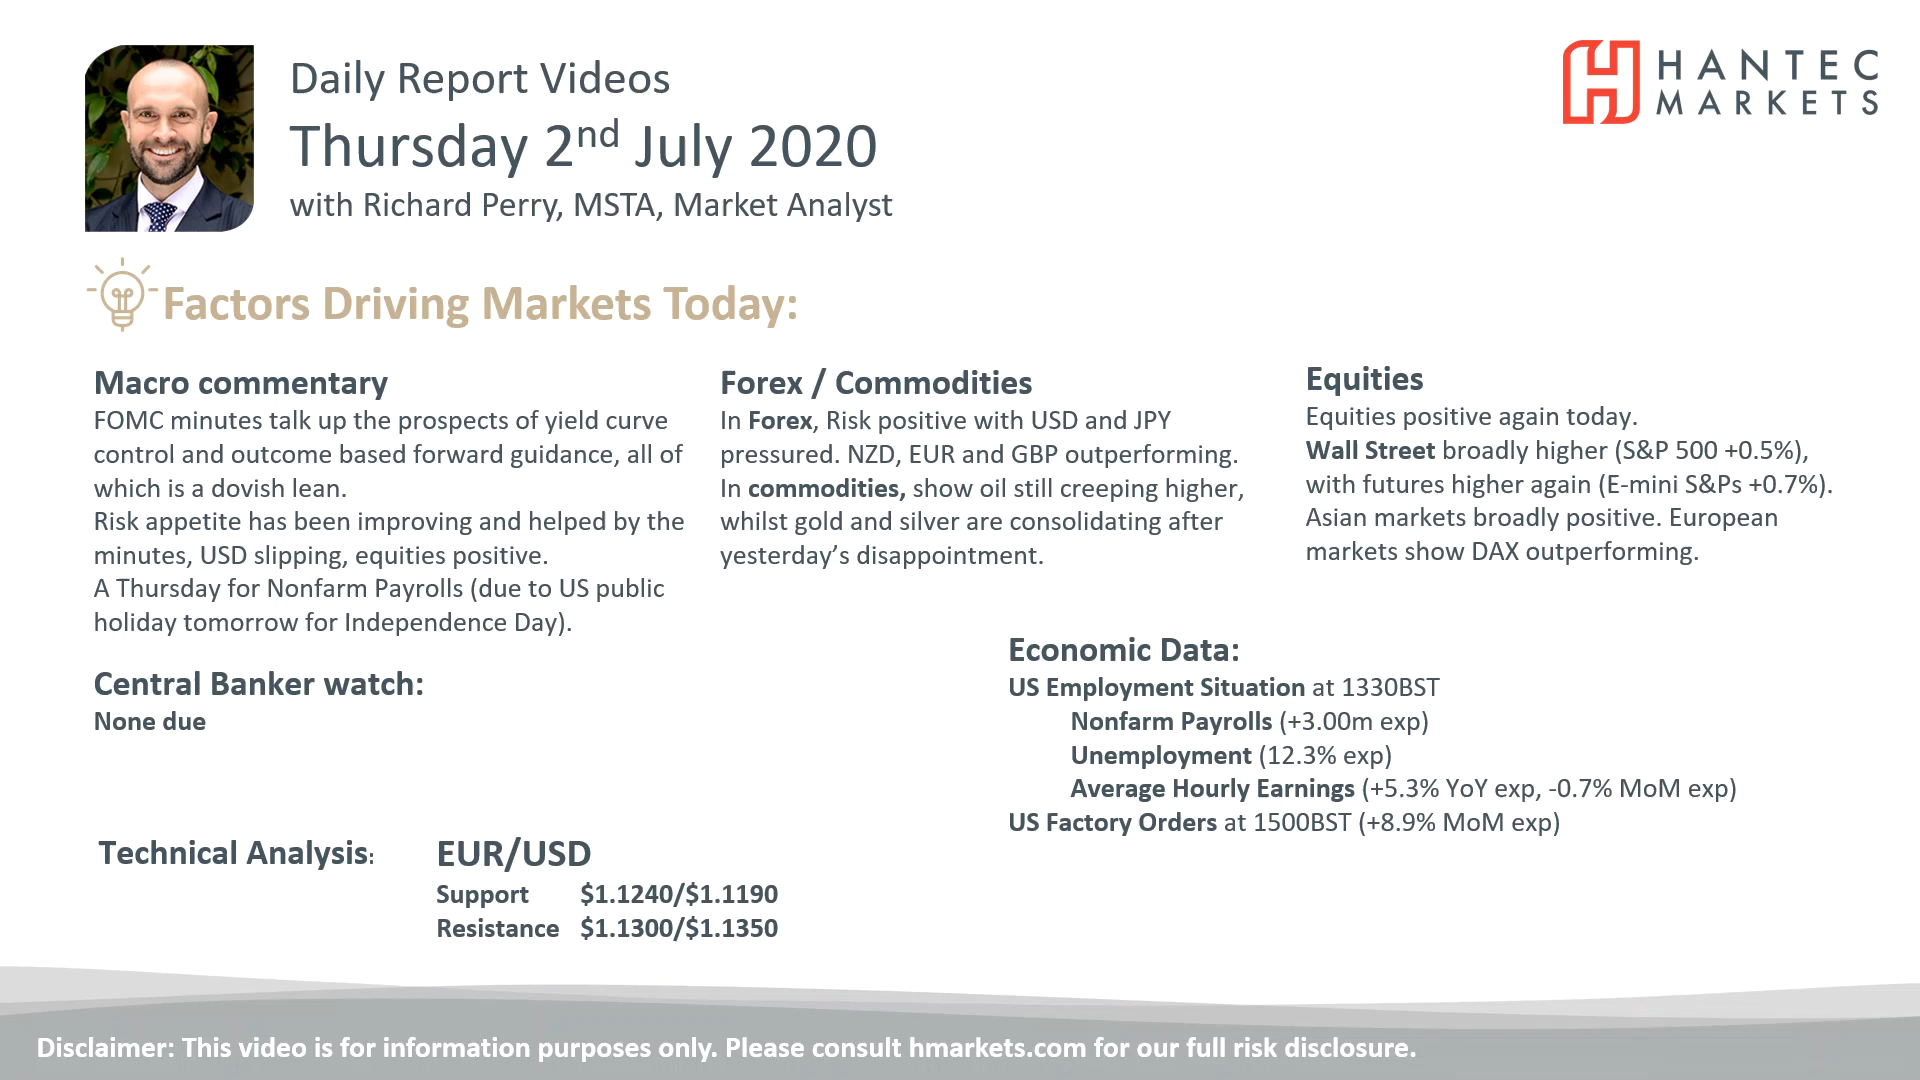 Daily Report Videos
Thursday 2nd July 2020
with Richard Perry, MSTA, Market Analyst
HANTEC
MARKETS
Factors Driving Markets Today:
Macro commentary
FOMC minutes talk up the prospects of yield curve
control and outcome based forward guidance, all of
which is a dovish lean.
Risk appetite has been improving and helped by the
minutes, USD slipping, equities positive.
A Thursday for Nonfarm Payrolls (due to US public
holiday tomorrow for Independence Day).
Forex / Commodities
In Forex, Risk positive with USD and JPY
pressured. NZD, EUR and GBP outperforming.
In commodities, show oil still creeping higher,
whilst gold and silver are consolidating after
yesterday’s disappointment.
Equities
Equities positive again today.
Wall Street broadly higher (S&P 500 +0.5%),
with futures higher again (E-mini S&Ps +0.7%).
Asian markets broadly positive. European
markets show DAX outperforming.
Central Banker watch:
None due
Economic Data:
US Employment Situation at 1330BST
Nonfarm Payrolls (+3.00m exp)
Unemployment (12.3% exp)
Average Hourly Earnings (+5.3% YoY exp, -0.7% MoM exp)
US Factory Orders at 1500BST (+8.9% MoM exp)
Technical Analysis:
EUR/USD
Support $1.1240/$1.1190
Resistance $1.1300/$1.1350
Disclaimer: This video is for information purposes only. Please consult hmarkets.com for our full risk disclosure.